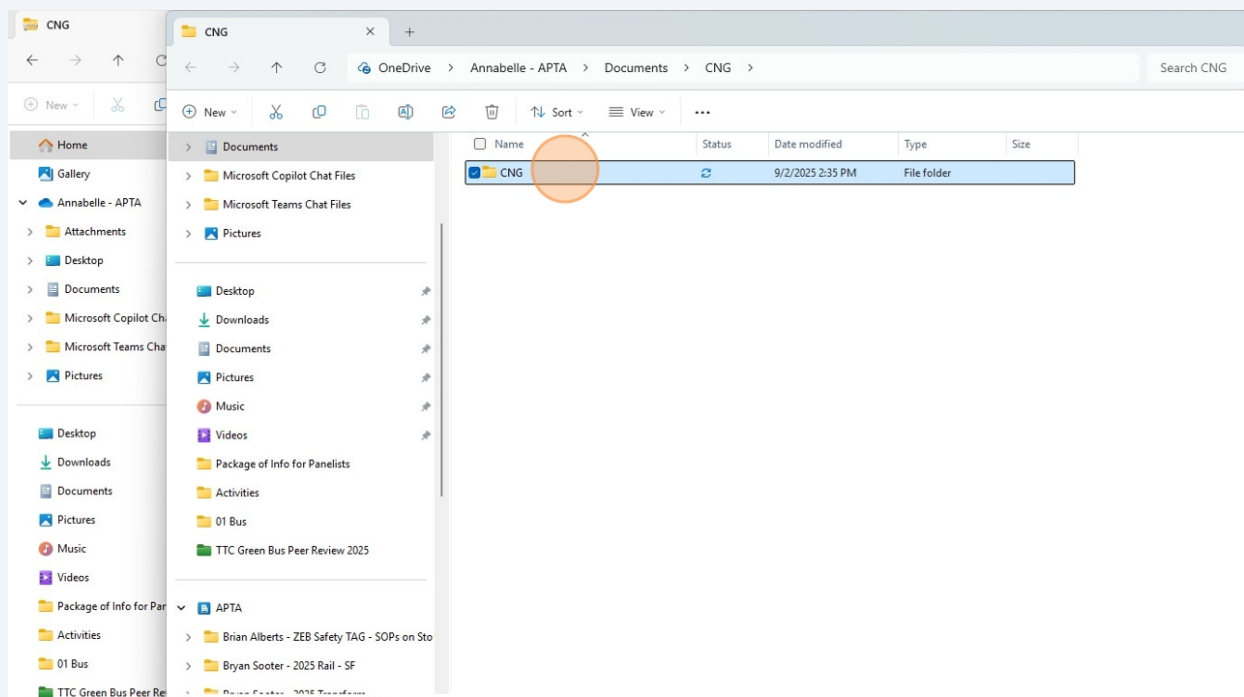 CNG
New
Home
Gallery
Annabelle - APTA
Attachments
Desktop
Documents
Microsoft Copilot Ch
Microsoft Teams Cha
Pictures
Desktop
Downloads
Documents
Pictures
Music
Videos
Package of Info for Par
Activities
01 Bus
TTC Green Bus Peer Re
CNG
OneDrive > Annabelle - APTA > Documents > CNG >
Search CNG
New
Sort
View
Documents
Microsoft Copilot Chat Files
Microsoft Teams Chat Files
Pictures
Desktop
Downloads
Documents
Pictures
Music
Videos
Package of Info for Panelists
Activities
01 Bus
TTC Green Bus Peer Review 2025
APTA
Brian Alberts - ZEB Safety TAG - SOPs on Sto
Bryan Sooter - 2025 Rail - SF
Bryan Sooter - 2025 Transform
Name Status Date modified Type Size
CNG 9/2/2025 2:35 PM File folder